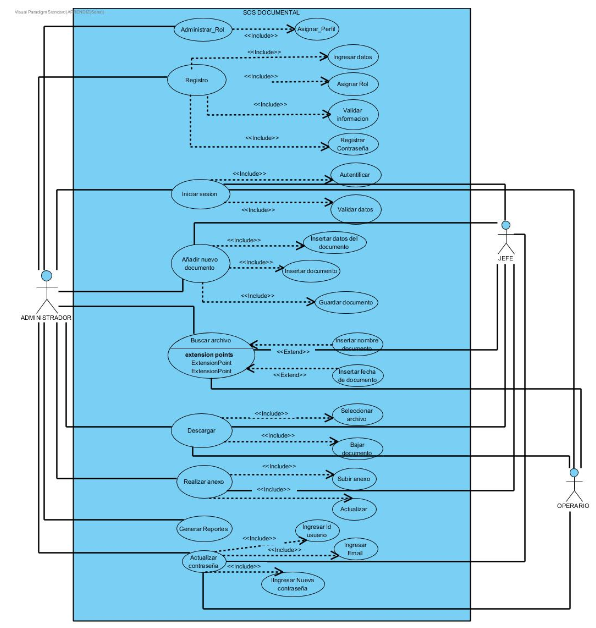 SOS DOCUMENTAL
Administrar_Rol
<<Include>>
Asignar_Perfil
Registro
<<Include>>
Ingresar datos
<<Include>>
Asignar Rol
<<Include>>
Validar
informacion
<<Include>>
Registrar
Contraseña
Iniciar sesion
<<Include>>
Autentificar
<<Include>>
Validar datos
JEFE
Añadir nuevo
documento
<<Include>>
Insertar datos del
documento
<<Include>>
Insertar documento
<<Include>>
Guardar documento
ADMINISTRADOR
Buscar archivo
extension points
ExtensionPoint
ExtensionPoint
<<Extend>>
Insertar nombre
documento
<<Extend>>
Insertar fecha
de documento
Descargar
<<Include>>
Seleccionar
archivo
<<Include>>
Bajar
documento
Realizar anexo
<<Include>>
Subir anexo
<<Include>>
Actualizar
OPERARIO
Generar Reportes
Actualizar
contraseña
<<Include>>
Ingresar id
usuario
<<Include>>
Ingresar
Email
<<Include>>
Ingresar Nueva
contraseña